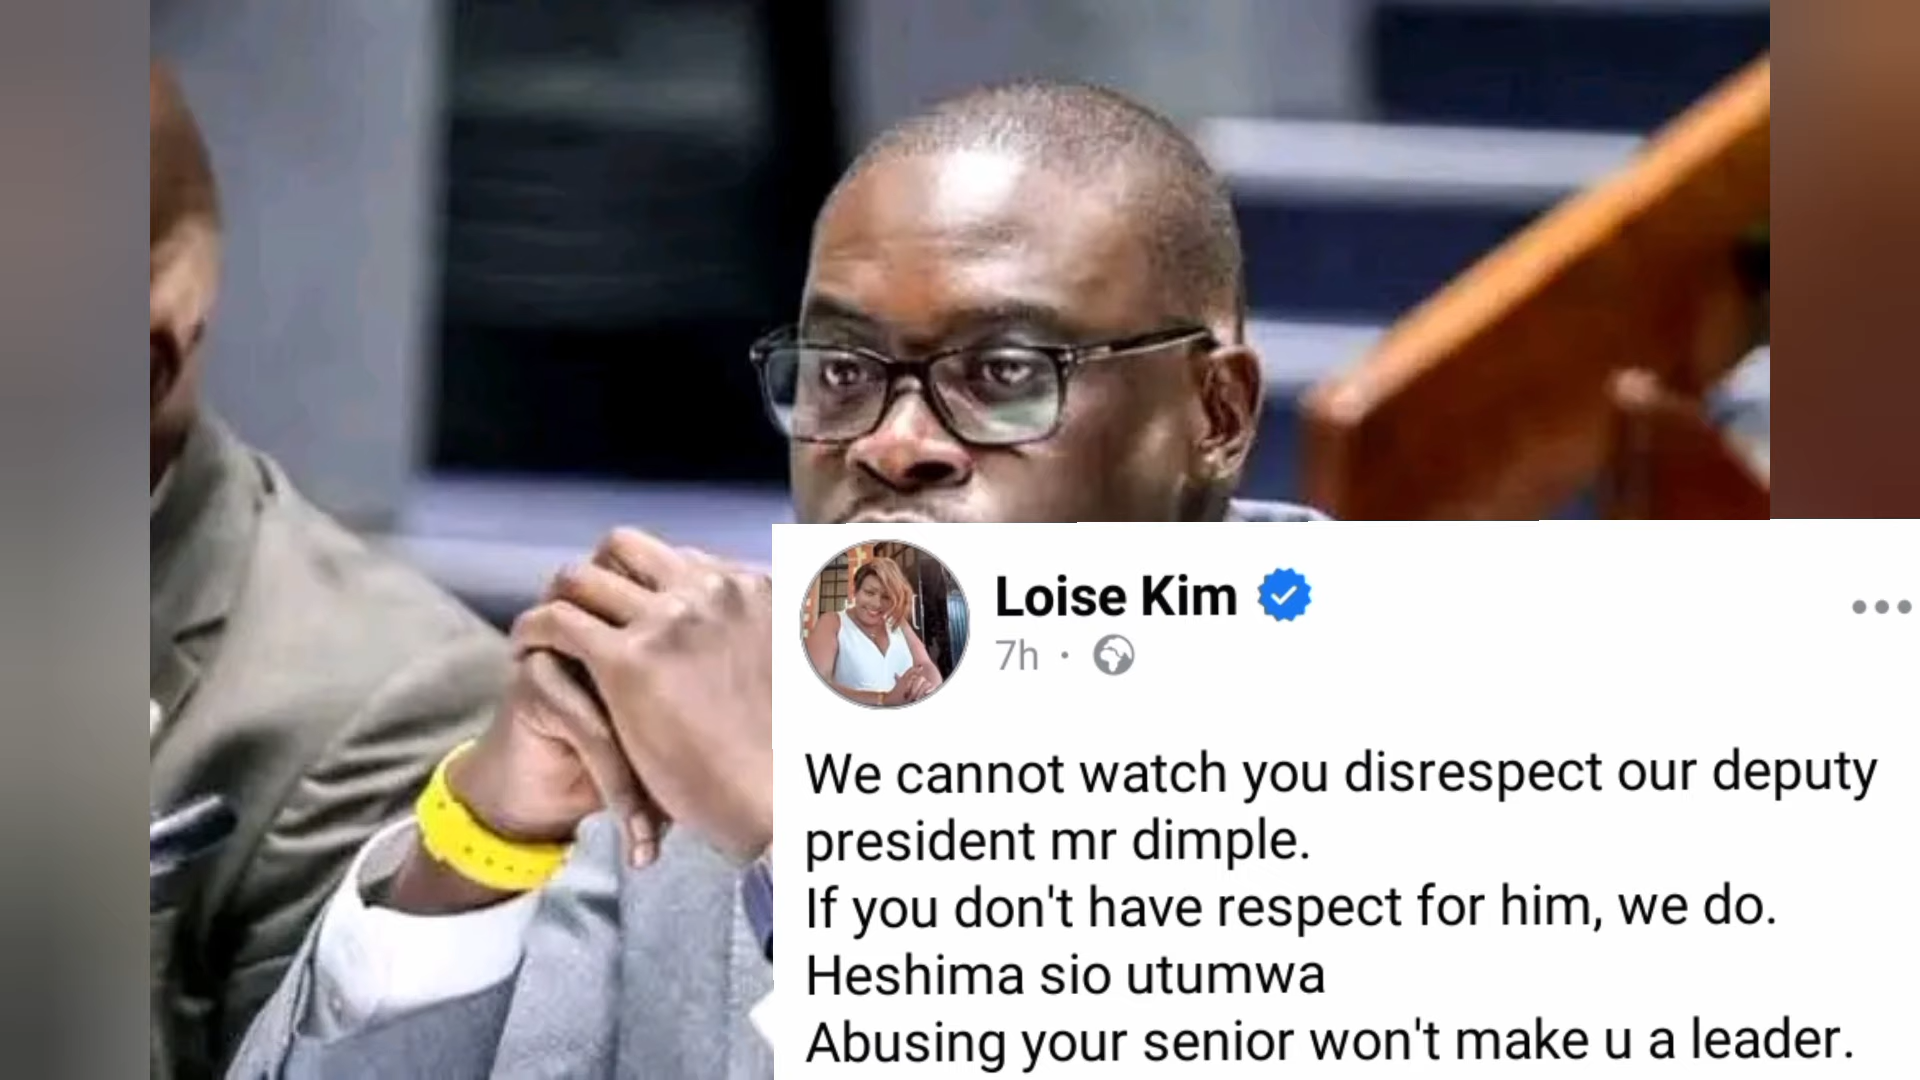 Loise Kim
7h ·
We cannot watch you disrespect our deputy
president mr dimple.
If you don't have respect for him, we do.
Heshima sio utumwa
Abusing your senior won't make u a leader.